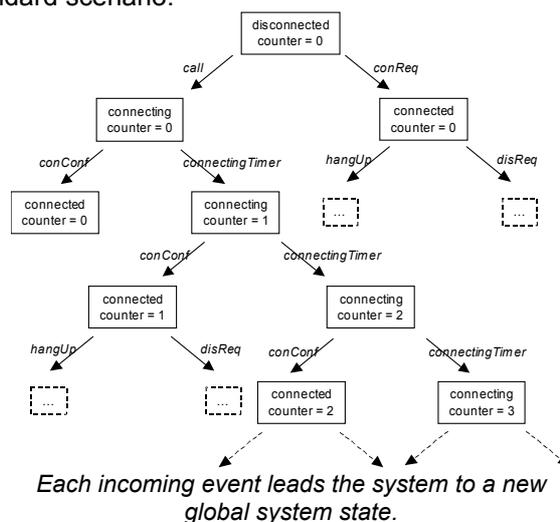 ndard scenario.
disconnected
counter = 0
call
conReq
connecting
counter = 0
connected
counter = 0
conConf
connectingTimer
hangUp
disReq
connected
counter = 0
connecting
counter = 1
...
...
conConf
connectingTimer
connected
counter = 1
connecting
counter = 2
hangUp
disReq
conConf
connectingTimer
...
...
connected
counter = 2
connecting
counter = 3
Each incoming event leads the system to a new
global system state.